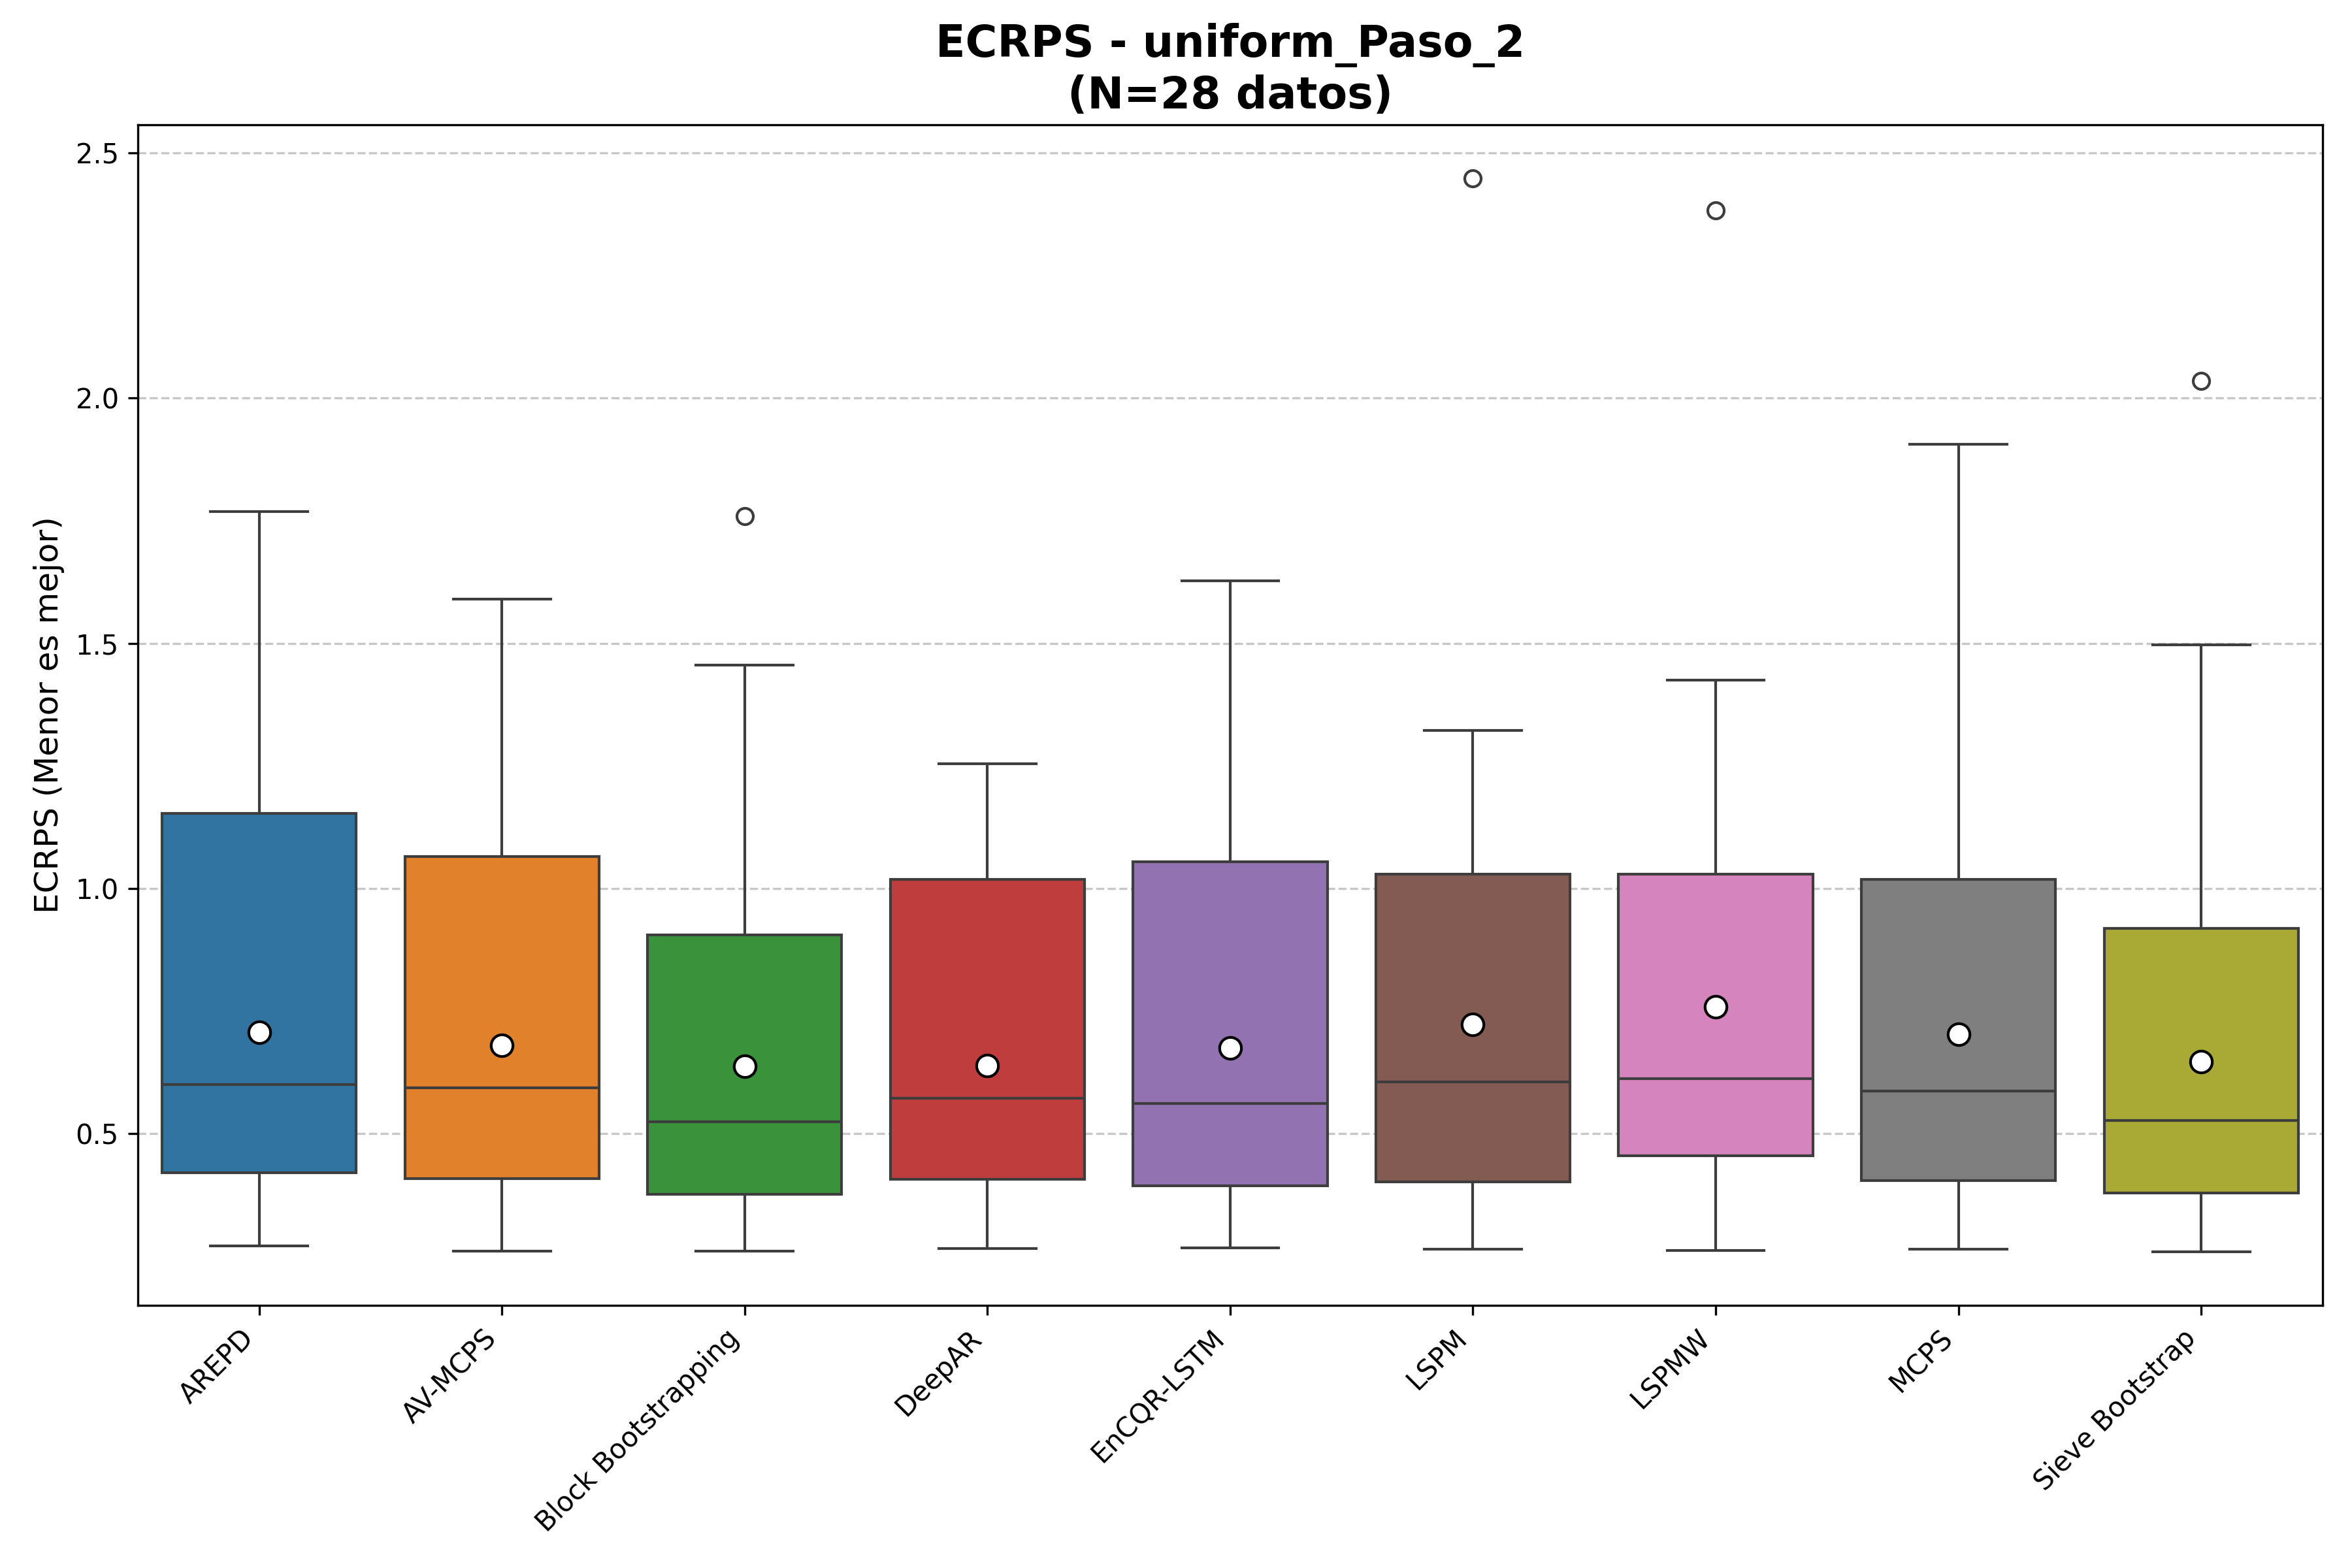 ECRPS - uniform_Paso_2
(N=28 datos)
ECRPS (Menor es mejor)
2.5
2.0
1.5
1.0
0.5
AREPD
AV-MCPS
Block Bootstrapping
DeepAR
EnCQR-LSTM
LSPM
LSPMW
MCPS
Sieve Bootstrap